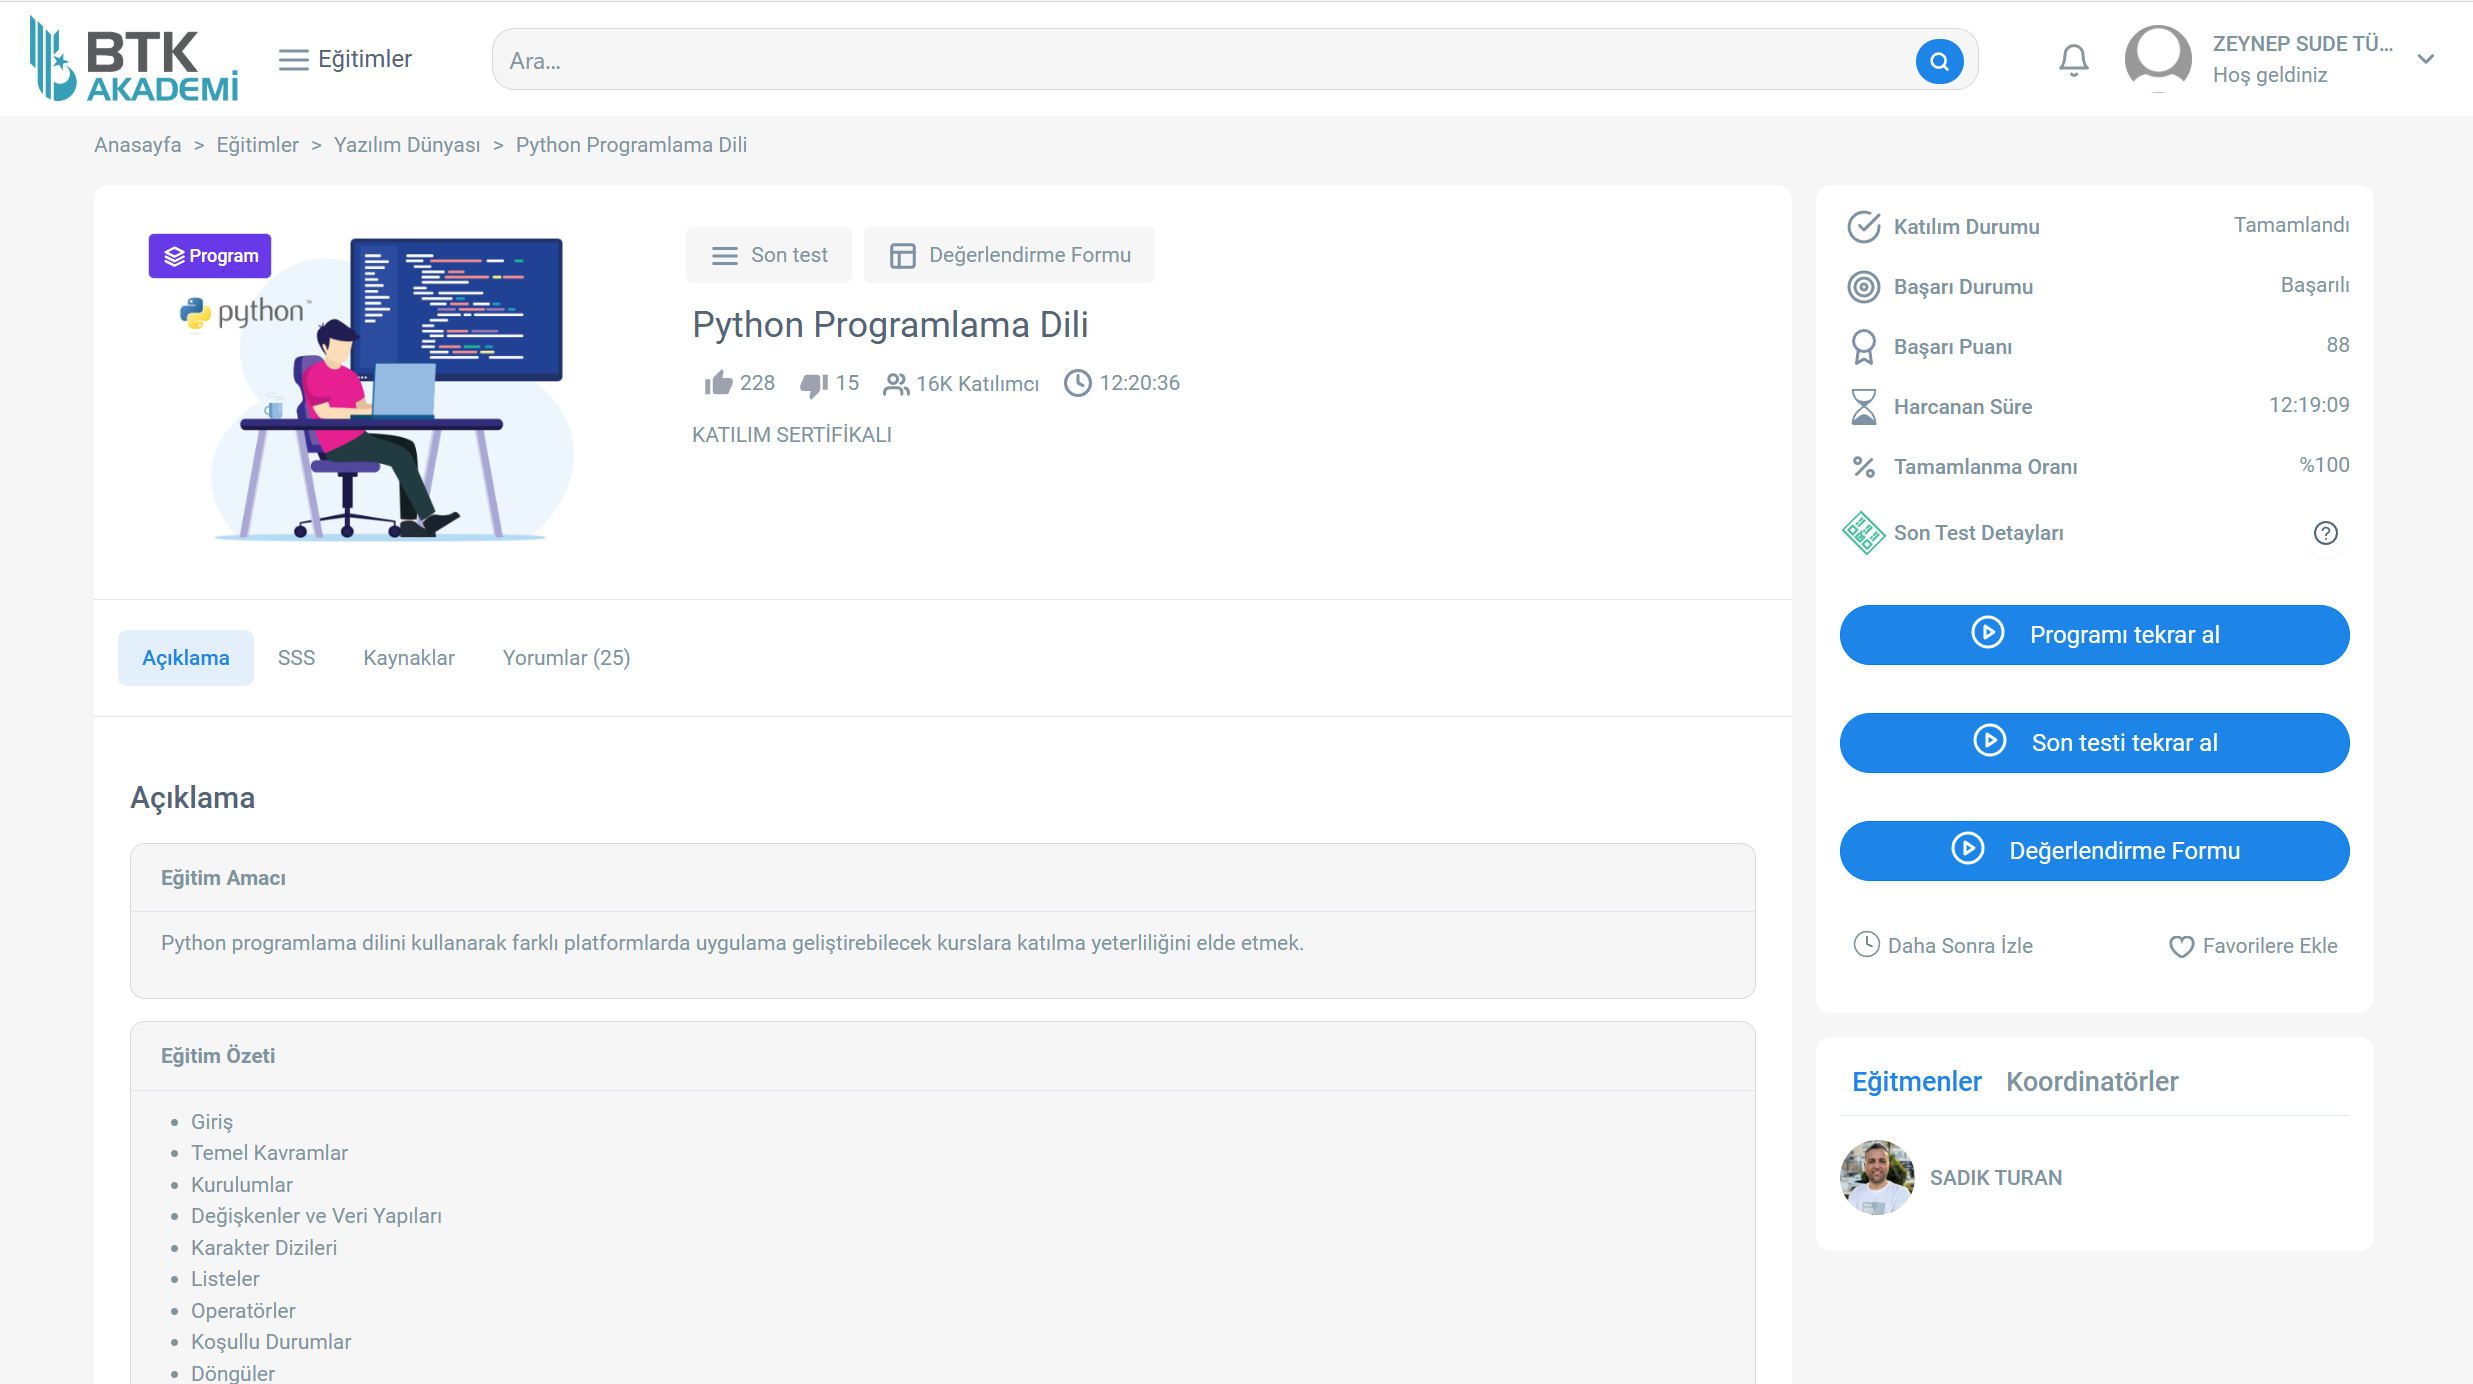 BTK
AKADEMİ
Eğitimler
Ara...
ZEYNEP SUDE TÜ...
Hoş geldiniz
Anasayfa > Eğitimler > Yazılım Dünyası > Python Programlama Dili
Program
python™
Son test
Değerlendirme Formu
Python Programlama Dili
228 15 16K Katılımcı 12:20:36
KATILIM SERTİFİKALI
Açıklama SSS Kaynaklar Yorumlar (25)
Açıklama
Eğitim Amacı
Python programlama dilini kullanarak farklı platformlarda uygulama geliştirebilecek kurslara katılma yeterliliğini elde etmek.
Eğitim Özeti
• Giriş
• Temel Kavramlar
• Kurulumlar
• Değişkenler ve Veri Yapıları
• Karakter Dizileri
• Listeler
• Operatörler
• Koşullu Durumlar
• Döngüler
Katılım Durumu Tamamlandı
Başarı Durumu Başarılı
Başarı Puanı 88
Harcanan Süre 12:19:09
Tamamlanma Oranı %100
Son Test Detayları ?
Programı tekrar al
Son testi tekrar al
Değerlendirme Formu
Daha Sonra İzle Favorilere Ekle
Eğitmenler Koordinatörler
SADIK TURAN